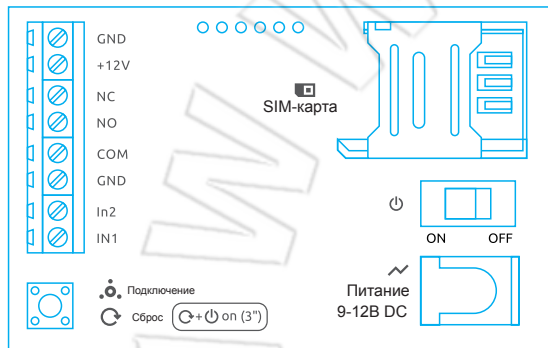 GND
+12V
NC
NO
COM
GND
In2
IN1
SIM-карта
ON OFF
Питание
9-12В DC
Подключение
Сброс + on (3")